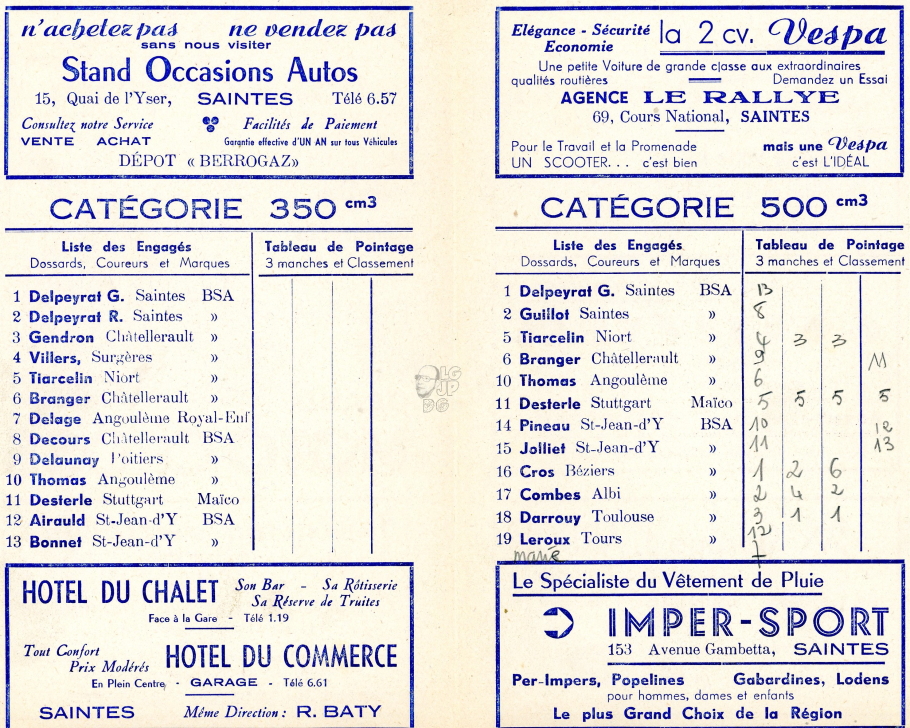 n'achetez pas ne vendez pas
sans nous visiter
Stand Occasions Autos
15, Quai de l'Yser, SAINTES Télé 6.57
Consultez notre Service Facilités de Paiement
VENTE ACHAT Garantie effective d'UN AN sur tous Véhicules
DÉPOT « BERROGAZ»
CATÉGORIE 350 cm3
Liste des Engagés Tableau de Pointage
Dossards, Coureurs et Marques 3 manches et Classement
1 Delpeyrat G. Saintes BSA
2 Delpeyrat R. Saintes »
3 Gendron Châtellerault »
4 Villers, Surgères »
5 Tiarcelin Niort »
6 Branger Châtellerault »
7 Delage Angoulème Royal-Enf
8 Decours Châtellerault BSA
9 Delaunay Poitiers »
10 Thomas Angoulème »
11 Desterle Stuttgart Maïco
12 Airauld St-Jean-d'Y BSA
13 Bonnet St-Jean-d'Y »
HOTEL DU CHALET Son Bar - Sa Rôtisserie
Sa Réserve de Truites
Face à la Gare - Télé 1.19
Tout Confort
Prix Modérés HOTEL DU COMMERCE
En Plein Centre - GARAGE - Télé 6.61
SAINTES Même Direction : R. BATY
LG
JP
DG
Elégance - Sécurité la 2 cv. Vespa
Economie
Une petite Voiture de grande classe aux extraordinaires
qualités routières Demandez un Essai
AGENCE LE RALLYE
69, Cours National, SAINTES
Pour le Travail et la Promenade mais une Vespa
UN SCOOTER... c'est bien c'est L'IDÉAL
CATÉGORIE 500 cm3
Liste des Engagés Tableau de Pointage
Dossards, Coureurs et Marques 3 manches et Classement
1 Delpeyrat G. Saintes BSA 13
2 Guillot Saintes » 8
5 Tiarcelin Niort » 4 3 3
6 Branger Châtellerault » 9 11
10 Thomas Angoulème » 6
11 Desterle Stuttgart Maïco 5 5 5 5
14 Pineau St-Jean-d'Y BSA 10 12
15 Jolliet St-Jean-d'Y » 11 13
16 Cros Béziers » 1 2 6
17 Combes Albi » 2 4 2
18 Darrouy Toulouse » 3 1 1
19 Leroux Tours » 12
marie 7
Le Spécialiste du Vêtement de Pluie
IMPER-SPORT
153 Avenue Gambetta, SAINTES
Per-Impers, Popelines Gabardines, Lodens
pour hommes, dames et enfants
Le plus Grand Choix de la Région